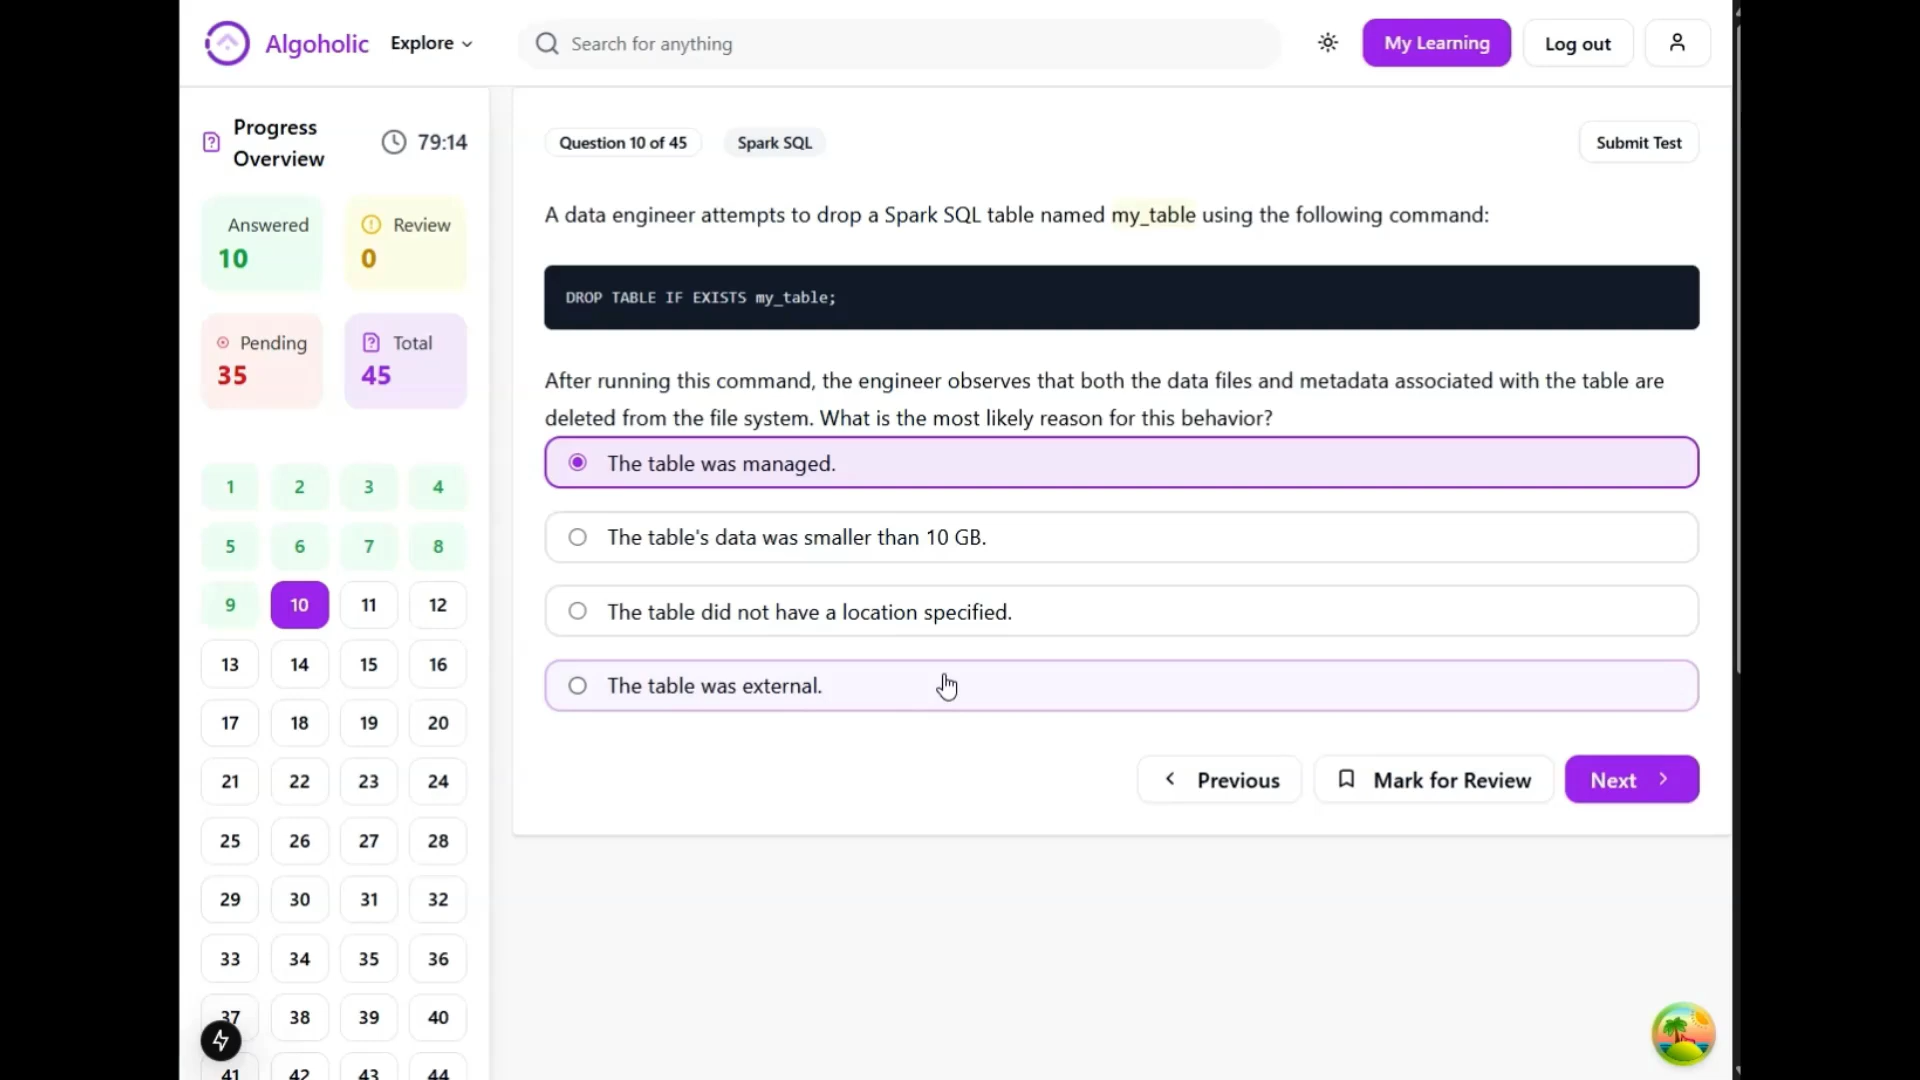 Algoholic
Explore
Search for anything
My Learning
Log out
Progress Overview
79:14
Answered
10
Review
0
Pending
35
Total
45
1 2 3 4
5 6 7 8
9 10 11 12
13 14 15 16
17 18 19 20
21 22 23 24
25 26 27 28
29 30 31 32
33 34 35 36
37 38 39 40
41 42 43 44
Question 10 of 45
Spark SQL
Submit Test
A data engineer attempts to drop a Spark SQL table named my_table using the following command:
DROP TABLE IF EXISTS my_table;
After running this command, the engineer observes that both the data files and metadata associated with the table are
deleted from the file system. What is the most likely reason for this behavior?
The table was managed.
The table's data was smaller than 10 GB.
The table did not have a location specified.
The table was external.
Previous
Mark for Review
Next